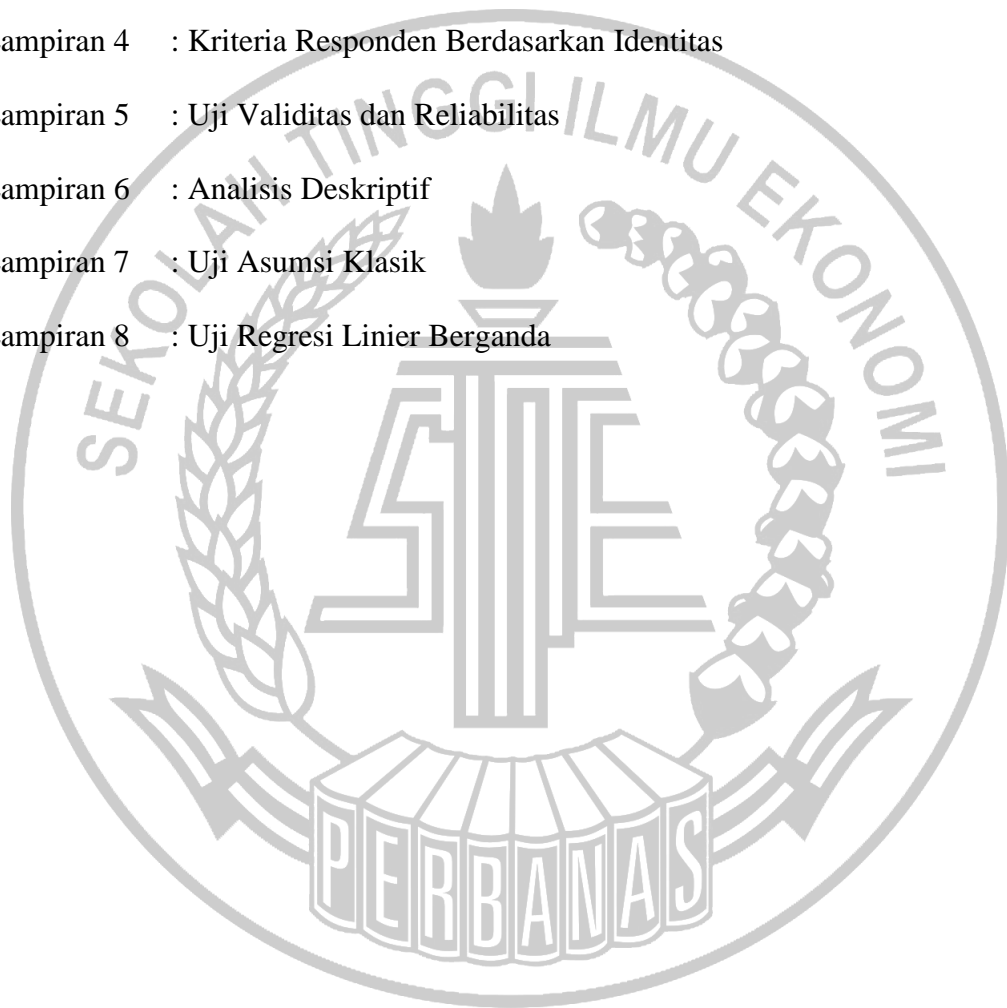 ampiran 4 : Kriteria Responden Berdasarkan Identitas
ampiran 5 : Uji Validitas dan Reliabilitas
ampiran 6 : Analisis Deskriptif
ampiran 7 : Uji Asumsi Klasik
ampiran 8 : Uji Regresi Linier Berganda
SEKOLAH TINGGI ILMU EKONOMI
STIE
PERBANAS